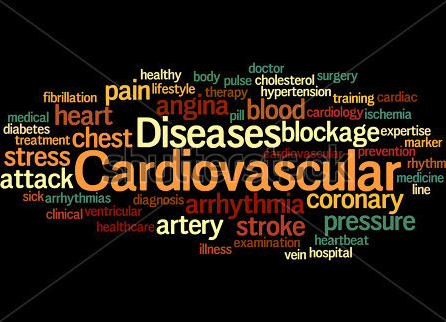 doctor
healthy body pulse cholesterol surgery
fibrillation pain lifestyle therapy hypertension
angina pill blood training cardiac
medical heart cardiology ischemia
diabetes treatment chest Diseases blockage expertise
marker
stress cardiovascular prevention rhythm
attack Cardiovascular medicine
sick arrhythmias diagnosis arrhythmia coronary line
clinical ventricular
healthcare artery stroke pressure
illness examination heartbeat
vein hospital
shutterstock